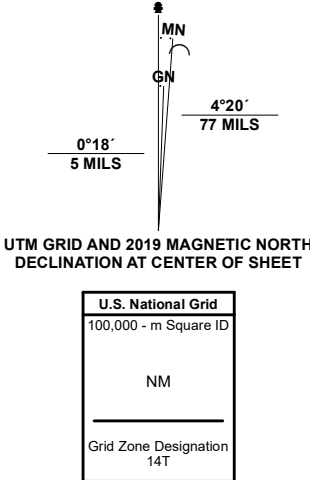 MN
GN
4°20´
77 MILS
0°18´
5 MILS
UTM GRID AND 2019 MAGNETIC NORTH
DECLINATION AT CENTER OF SHEET
U.S. National Grid
100,000 - m Square ID
NM
Grid Zone Designation
14T